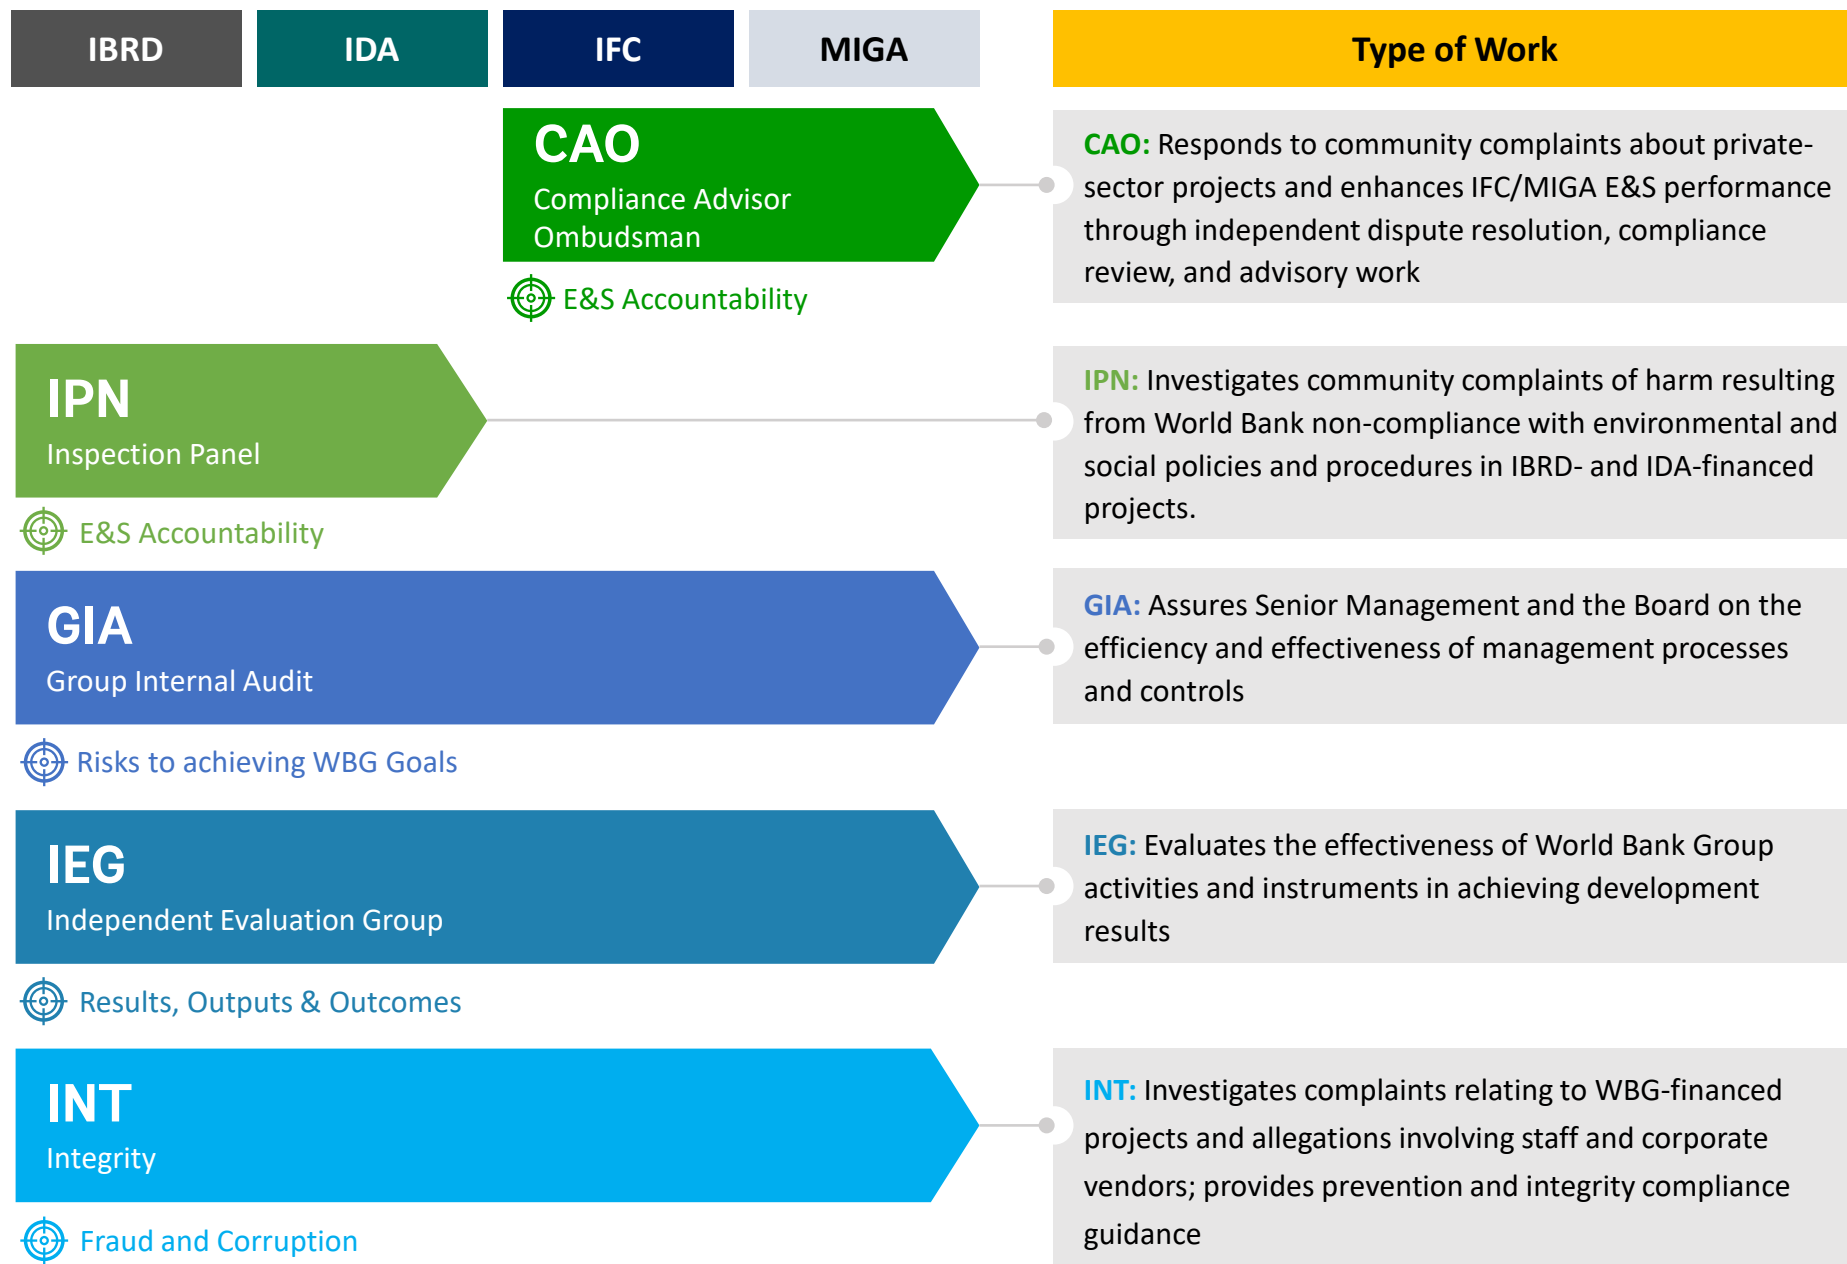 IBRD
IDA
IFC
MIGA
Type of Work
CAO
Compliance Advisor
Ombudsman
E&S Accountability
CAO: Responds to community complaints about private-
sector projects and enhances IFC/MIGA E&S performance
through independent dispute resolution, compliance
review, and advisory work
IPN
Inspection Panel
E&S Accountability
IPN: Investigates community complaints of harm resulting
from World Bank non-compliance with environmental and
social policies and procedures in IBRD- and IDA-financed
projects.
GIA
Group Internal Audit
Risks to achieving WBG Goals
GIA: Assures Senior Management and the Board on the
efficiency and effectiveness of management processes
and controls
IEG
Independent Evaluation Group
Results, Outputs & Outcomes
IEG: Evaluates the effectiveness of World Bank Group
activities and instruments in achieving development
results
INT
Integrity
Fraud and Corruption
INT: Investigates complaints relating to WBG-financed
projects and allegations involving staff and corporate
vendors; provides prevention and integrity compliance
guidance